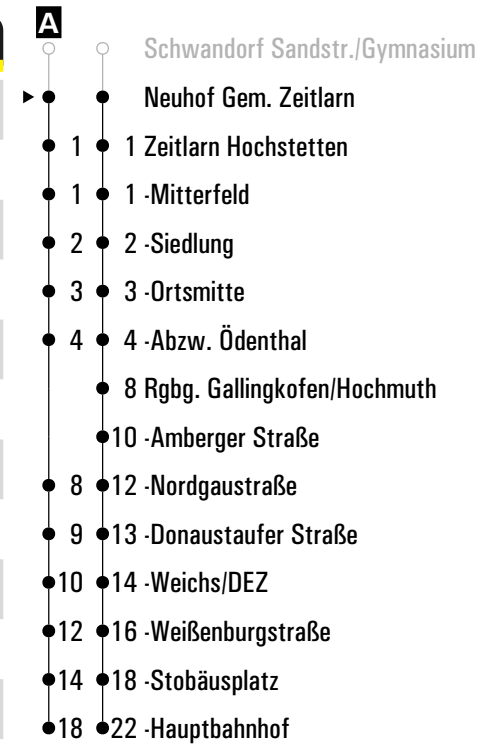 A
Schwandorf Sandstr./Gymnasium
Neuhof Gem. Zeitlarn
1 1 Zeitlarn Hochstetten
1 1 -Mitterfeld
2 2 -Siedlung
3 3 -Ortsmitte
4 4 -Abzw. Ödenthal
8 Rgbg. Gallingkofen/Hochmuth
10 -Amberger Straße
8 12 -Nordgaustraße
9 13 -Donaustaufer Straße
10 14 -Weichs/DEZ
12 16 -Weißenburgstraße
14 18 -Stobäusplatz
18 22 -Hauptbahnhof